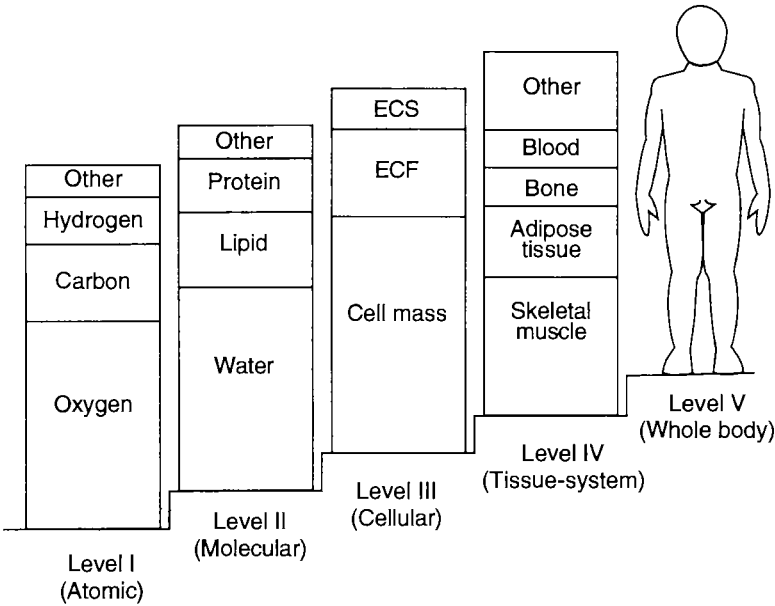 Other
Hydrogen
Carbon
Oxygen
Level I
(Atomic)
Other
Protein
Lipid
Water
Level II
(Molecular)
ECS
ECF
Cell mass
Level III
(Cellular)
Other
Blood
Bone
Adipose
tissue
Skeletal
muscle
Level IV
(Tissue-system)
Level V
(Whole body)